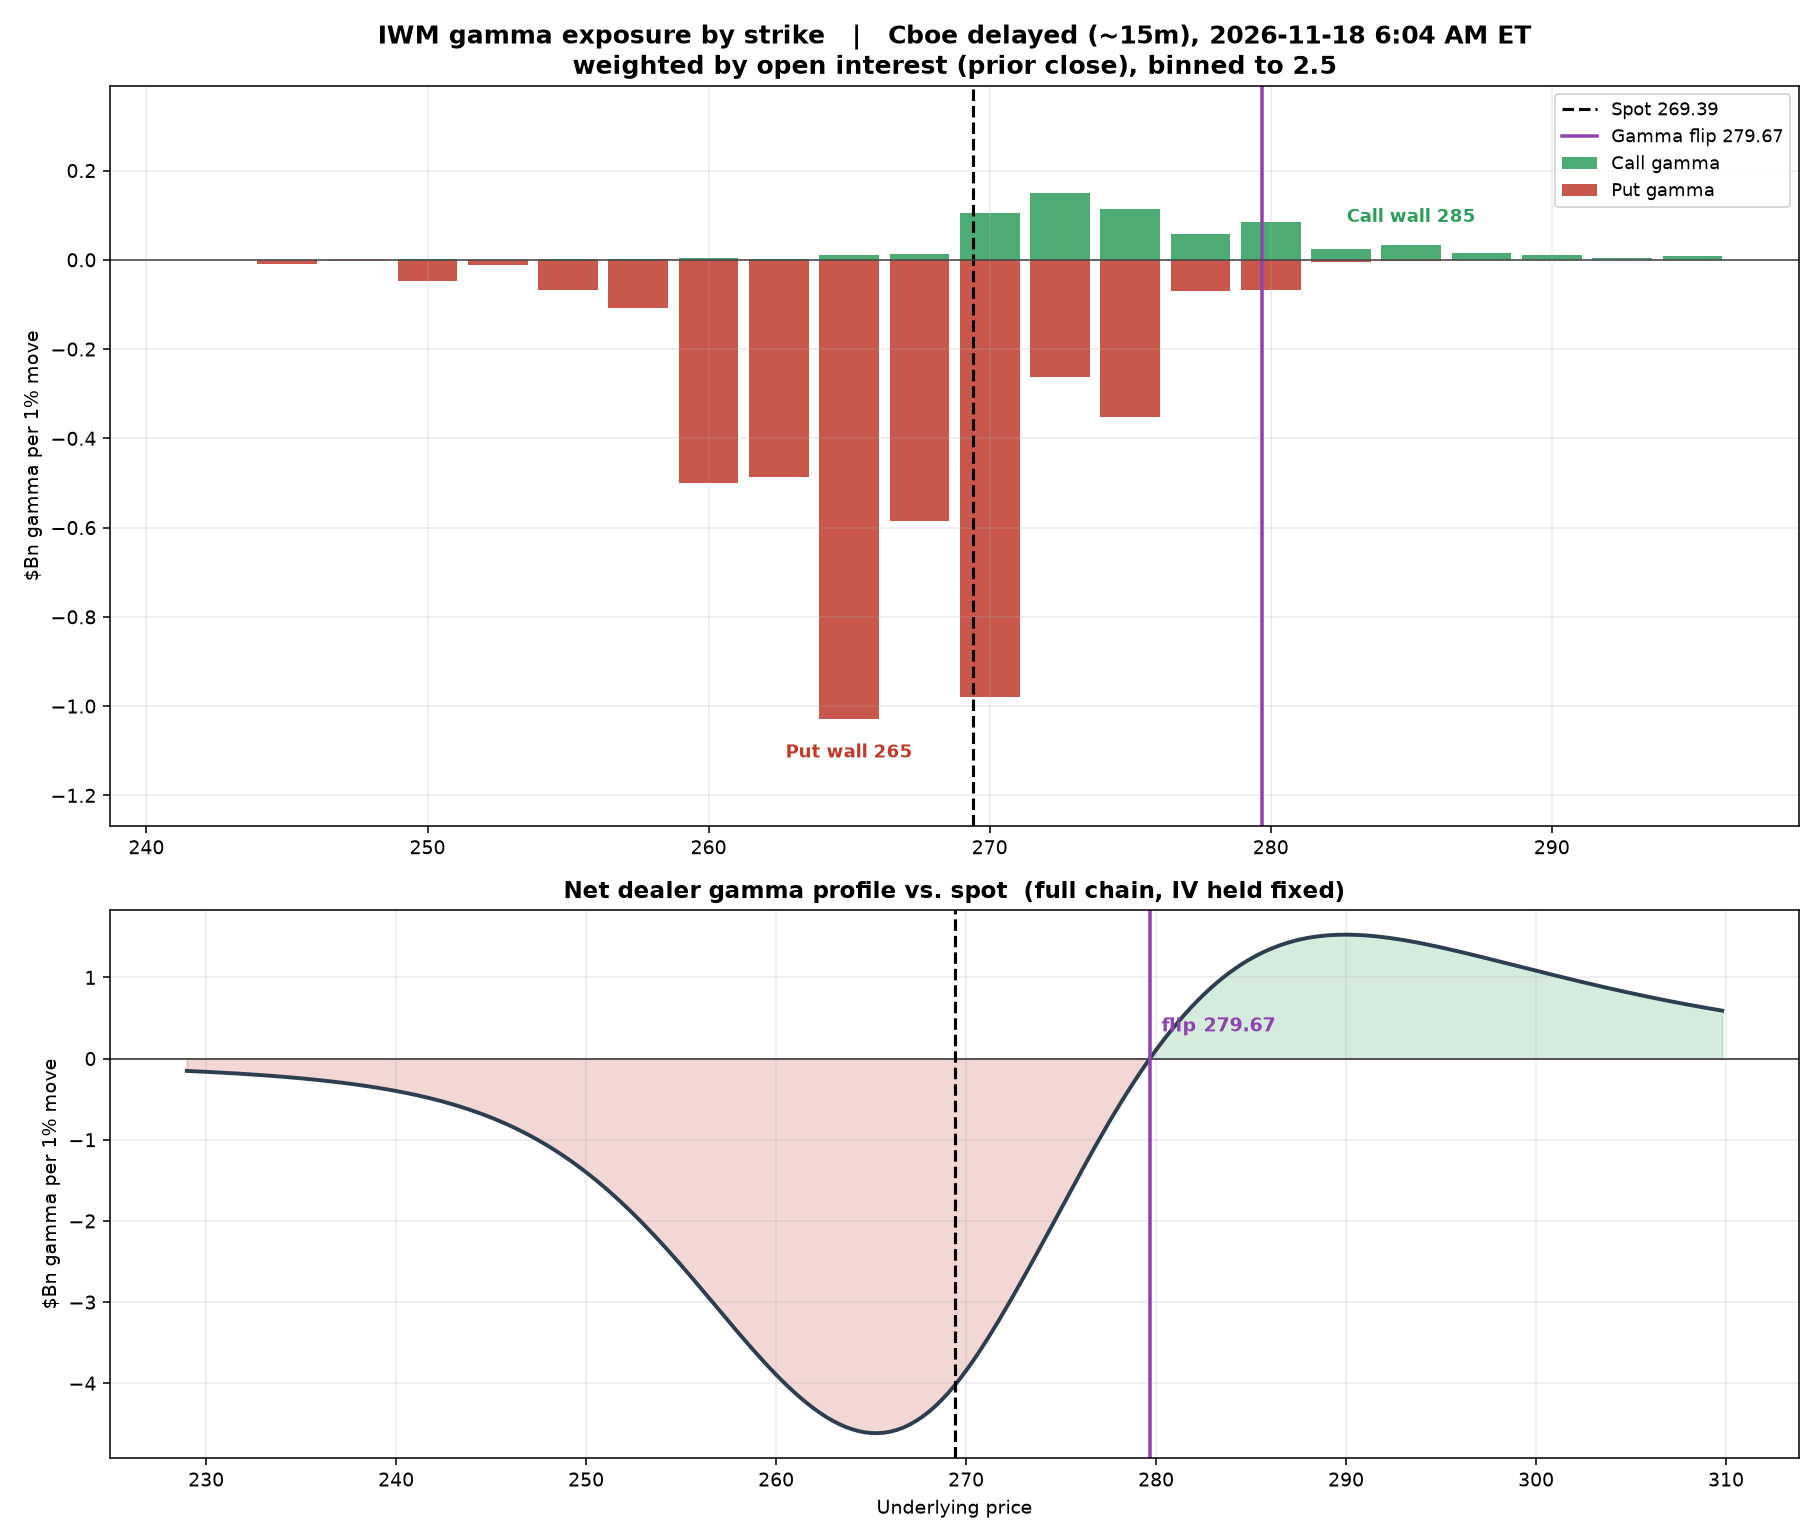 IWM gamma exposure by strike | Cboe delayed (~15m), 2026-11-18 6:04 AM ET
weighted by open interest (prior close), binned to 2.5
Spot 269.39
Gamma flip 279.67
Call gamma
Put gamma
Call wall 285
Put wall 265
$Bn gamma per 1% move
0.2
0.0
−0.2
−0.4
−0.6
−0.8
−1.0
−1.2
240 250 260 270 280 290
Net dealer gamma profile vs. spot (full chain, IV held fixed)
flip 279.67
$Bn gamma per 1% move
1
0
−1
−2
−3
−4
230 240 250 260 270 280 290 300 310
Underlying price